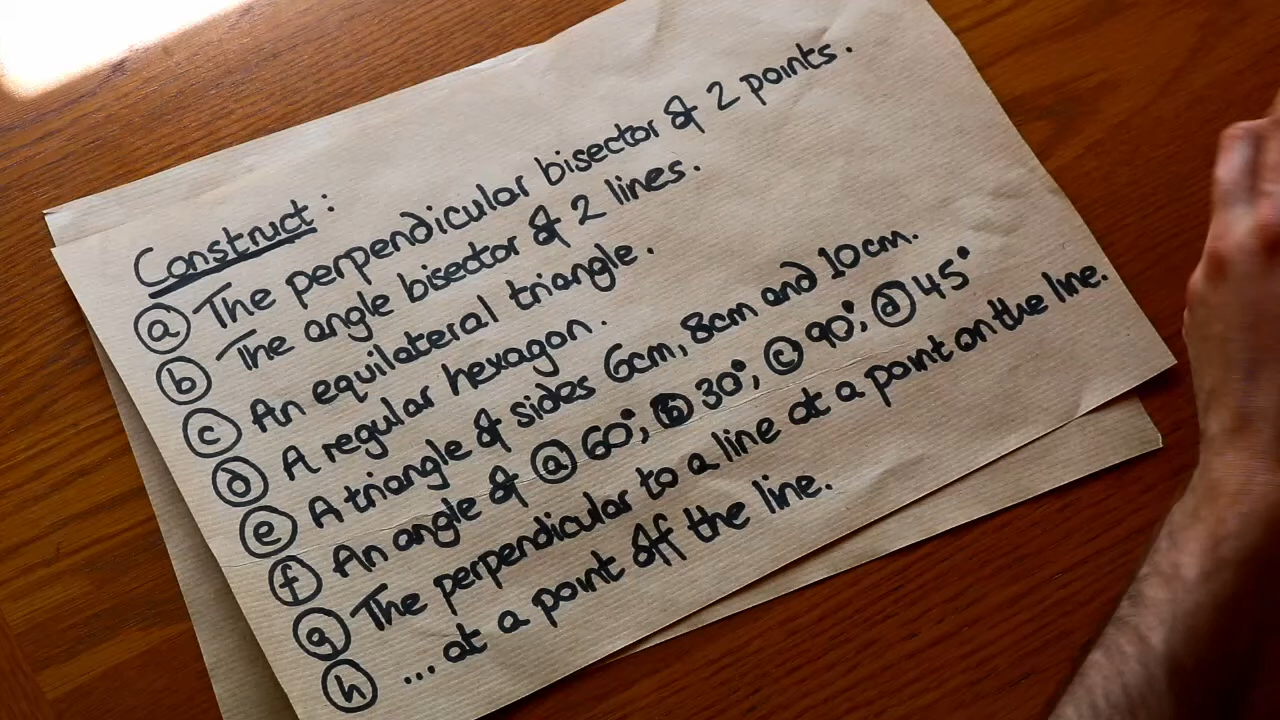 Construct:
ⓐ The perpendicular bisector of 2 points.
ⓑ The angle bisector of 2 lines.
ⓒ An equilateral triangle.
ⓓ A regular hexagon.
ⓔ A triangle of sides 6cm, 8cm and 10cm.
ⓕ An angle of ⓐ 60°; ⓑ 30°; ⓒ 90°; ⓓ 45°
ⓖ The perpendicular to a line at a point on the line.
ⓗ ... at a point off the line.